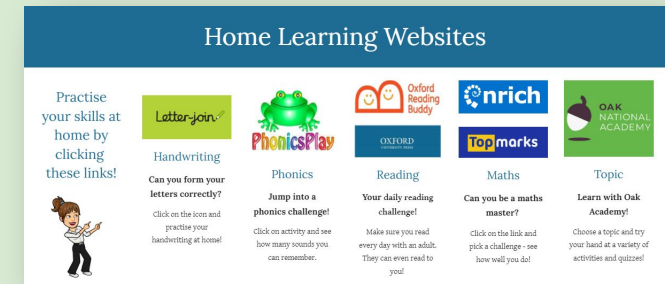 Home Learning Websites
Practise
your skills at
home by
clicking
these links!
Letter-join
Handwriting
Can you form your
letters correctly?
Click on the icon and
practise your
handwriting at home!
PhonicsPlay
Phonics
Jump into a
phonics challenge!
Click on activity and see
how many sounds you
can remember.
Oxford
Reading
Buddy
OXFORD
UNIVERSITY PRESS
Reading
Your daily reading
challenge!
Make sure you read
every day with an adult.
They can even read to
you!
nrich
Topmarks
Maths
Can you be a maths
master?
Click on the link and
pick a challenge - see
how well you do!
OAK
NATIONAL
ACADEMY
Topic
Learn with Oak
Academy!
Choose a topic and try
your hand at a variety of
activities and quizzes!